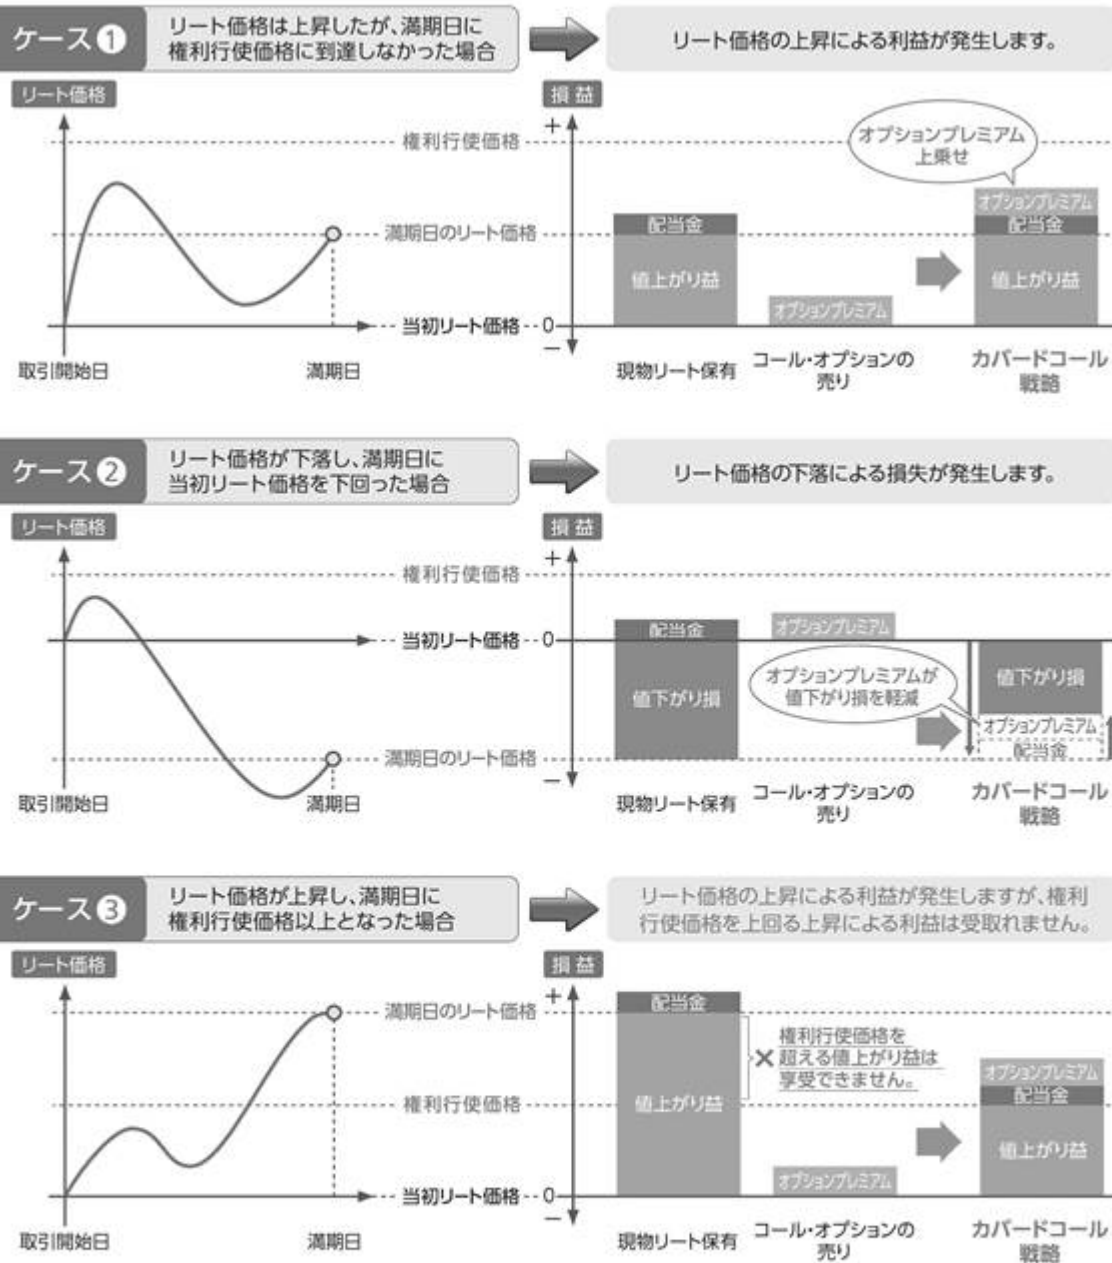 ケース❶
リート価格は上昇したが、満期日に
権利行使価格に到達しなかった場合
リート価格の上昇による利益が発生します。
リート価格
損益
+
権利行使価格
オプションプレミアム
上乗せ
オプションプレミアム
配当金
配当金
満期日のリート価格
値上がり益
値上がり益
オプションプレミアム
当初リート価格
0
−
取引開始日
満期日
現物リート保有
コール・オプションの
売り
カバードコール
戦略
ケース❷
リート価格が下落し、満期日に
当初リート価格を下回った場合
リート価格の下落による損失が発生します。
リート価格
損益
+
権利行使価格
配当金
オプションプレミアム
当初リート価格
0
オプションプレミアムが
値下がり損を軽減
値下がり損
値下がり損
オプションプレミアム
配当金
満期日のリート価格
−
取引開始日
満期日
現物リート保有
コール・オプションの
売り
カバードコール
戦略
ケース❸
リート価格が上昇し、満期日に
権利行使価格以上となった場合
リート価格の上昇による利益が発生しますが、権利
行使価格を上回る上昇による利益は受取れません。
リート価格
損益
+
配当金
満期日のリート価格
権利行使価格を
×超える値上がり益は
享受できません。
オプションプレミアム
配当金
権利行使価格
値上がり益
値上がり益
オプションプレミアム
当初リート価格
0
−
取引開始日
満期日
現物リート保有
コール・オプションの
売り
カバードコール
戦略